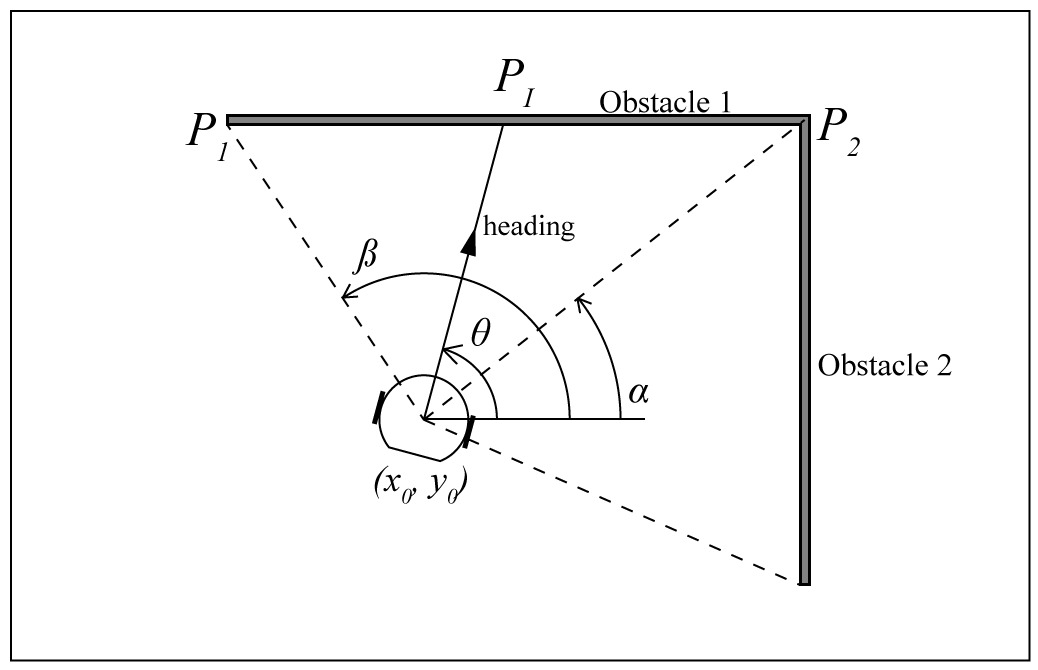 P_I
Obstacle 1
P_1
P_2
heading
β
θ
Obstacle 2
α
(x_0, y_0)